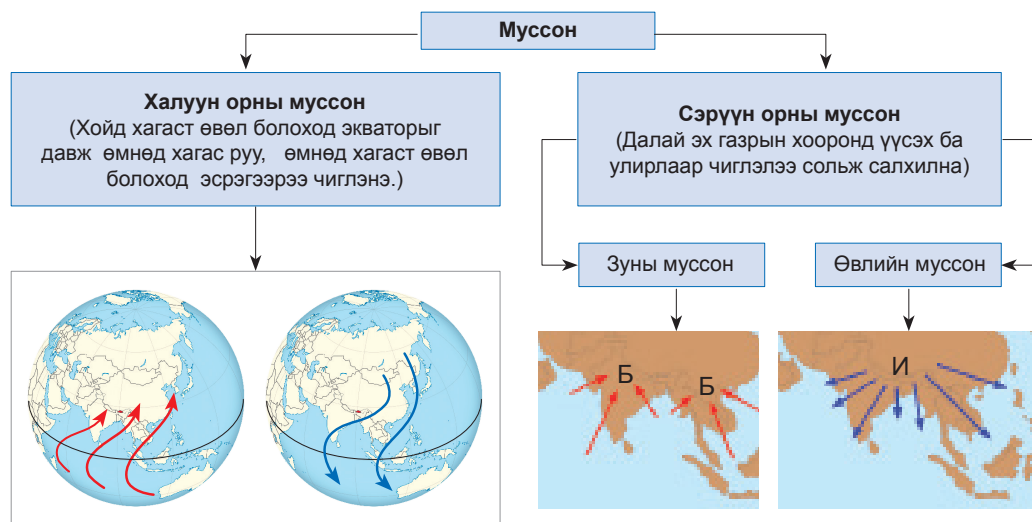 Муссон
Халуун орны муссон
(Хойд хагаст өвөл болоход экваторыг
давж өмнөд хагас руу, өмнөд хагаст өвөл
болоход эсрэгээрээ чиглэнэ.)
Сэрүүн орны муссон
(Далай эх газрын хооронд үүсэх ба
улирлаар чиглэлээ сольж салхилна)
Зуны муссон
Өвлийн муссон
Б
Б
И